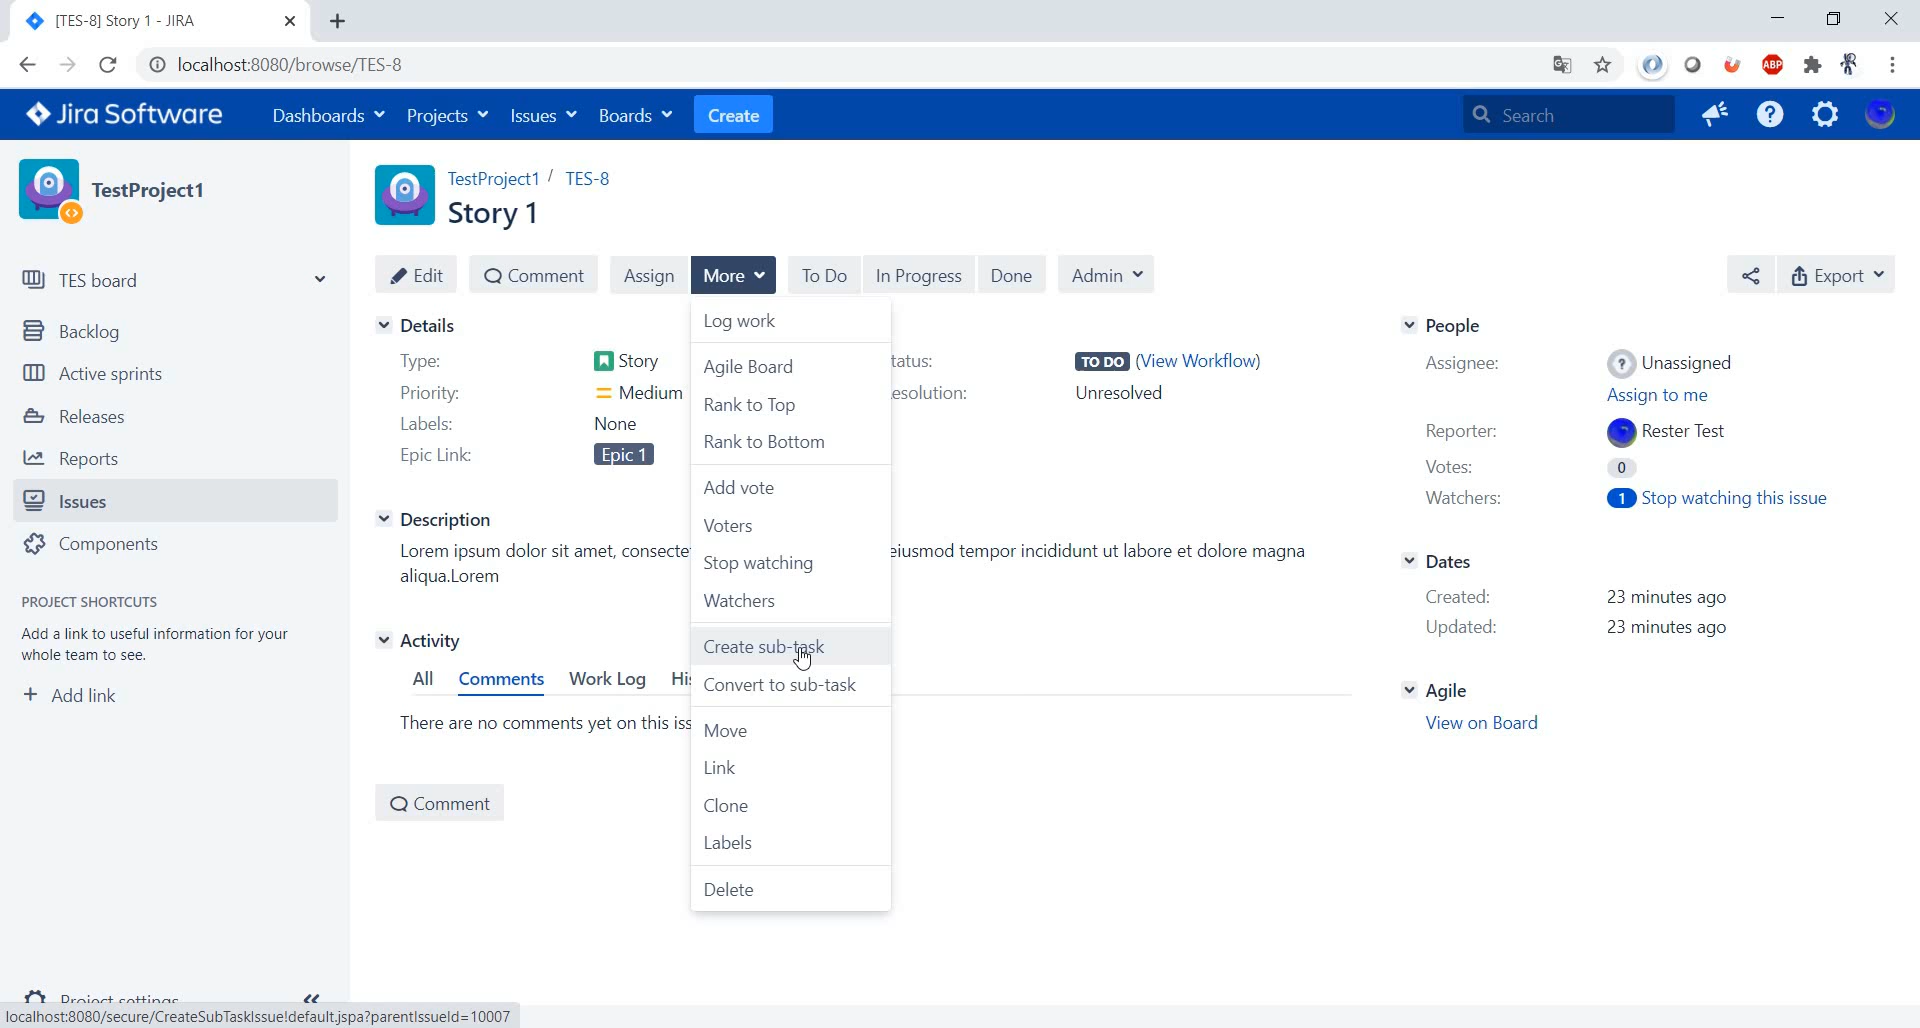 [TES-8] Story 1 - JIRA
localhost:8080/browse/TES-8
ABP
Jira Software
Dashboards
Projects
Issues
Boards
Create
Search
TestProject1
TES board
Backlog
Active sprints
Releases
Reports
Issues
Components
PROJECT SHORTCUTS
Add a link to useful information for your
whole team to see.
+ Add link
Project settings
TestProject1 / TES-8
Story 1
Edit
Comment
Assign
More
To Do
In Progress
Done
Admin
Export
Log work
Agile Board
Rank to Top
Rank to Bottom
Add vote
Voters
Stop watching
Watchers
Create sub-task
Convert to sub-task
Move
Link
Clone
Labels
Delete
Details
Type: Story
tatus: TO DO (View Workflow)
Priority: Medium
esolution: Unresolved
Labels: None
Epic Link: Epic 1
Description
Lorem ipsum dolor sit amet, consecte eiusmod tempor incididunt ut labore et dolore magna
aliqua.Lorem
Activity
All Comments Work Log His
There are no comments yet on this iss
Comment
People
Assignee: Unassigned
Assign to me
Reporter: Rester Test
Votes: 0
Watchers: 1 Stop watching this issue
Dates
Created: 23 minutes ago
Updated: 23 minutes ago
Agile
View on Board
localhost:8080/secure/CreateSubTaskIssue!default.jspa?parentIssueId=10007